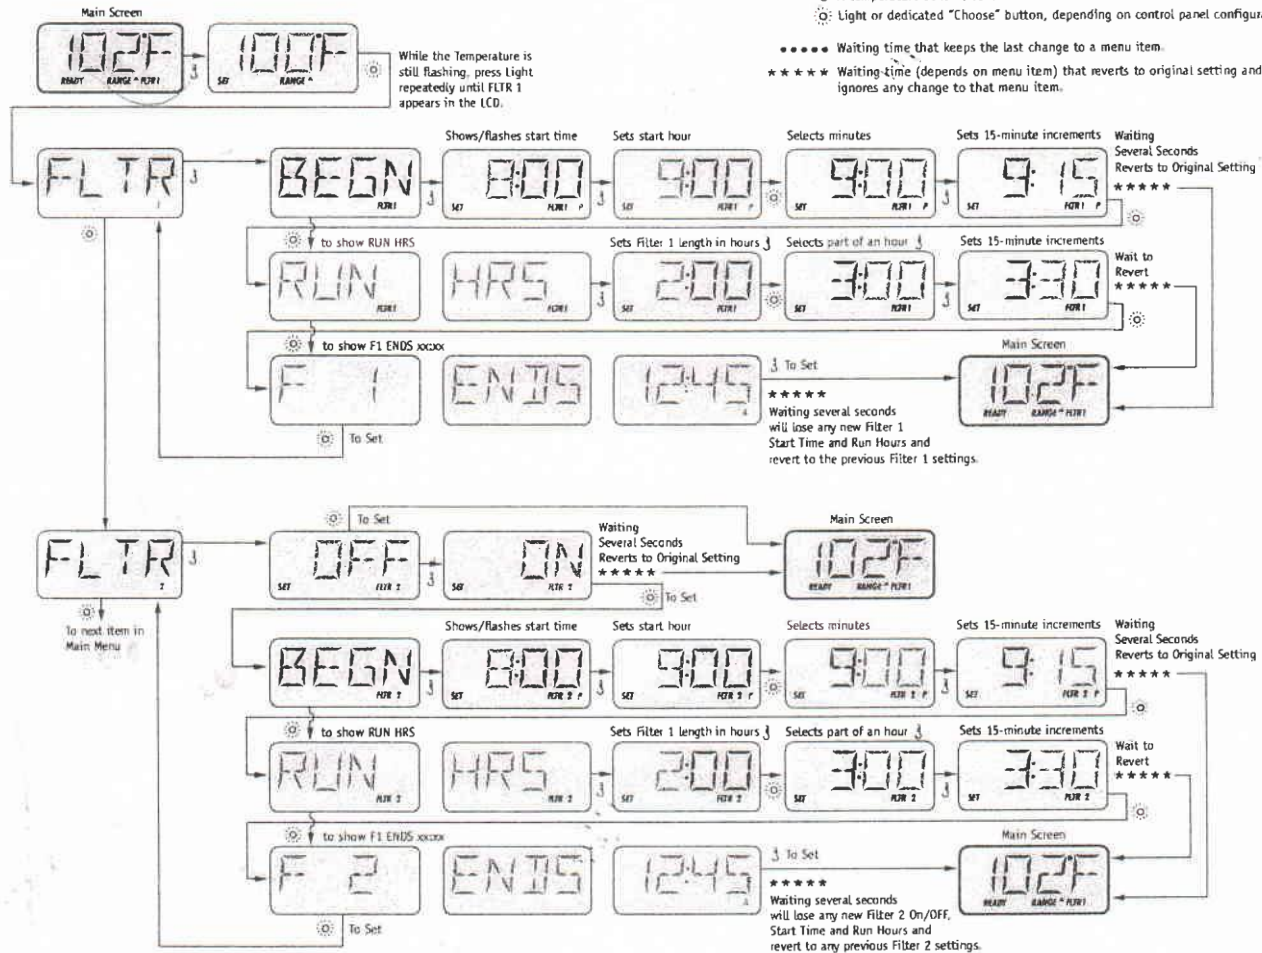 Light or dedicated "Choose" button, depending on control panel
••••• Waiting time that keeps the last change to a menu item.
★★★★★ Waiting time (depends on menu item) that reverts to original setting and
ignores any change to that menu item.
Main Screen
102°F
READY RANGE FLTR1
100°F
SET RANGE
While the Temperature is
still flashing, press Light
repeatedly until FLTR 1
appears in the LCD.
FLTR
1
BEGN
FLTR1
Shows/flashes start time
8:00
SET FLTR1 P
Sets start hour
9:00
SET FLTR1 P
Selects minutes
9:00
SET FLTR1 P
Sets 15-minute increments
9:15
SET FLTR1 P
Waiting
Several Seconds
Reverts to Original Setting
★★★★★
to show RUN HRS
RUN
FLTR1
HRS
FLTR1
Sets Filter 1 length in hours
2:00
SET FLTR1
Selects part of an hour
3:00
SET FLTR1
Sets 15-minute increments
3:30
SET FLTR1
Wait to
Revert
★★★★★
to show F1 ENDS xx:xx
F 1
ENDS
12:45
A
To Set
★★★★★
Waiting several seconds
will lose any new Filter 1
Start Time and Run Hours and
revert to the previous Filter 1 settings.
Main Screen
102°F
READY RANGE FLTR1
To Set
FLTR
2
To next item in
Main Menu
To Set
OFF
SET FLTR 2
ON
SET FLTR 2
Waiting
Several Seconds
Reverts to Original Setting
★★★★★
To Set
Main Screen
102°F
READY RANGE FLTR1
BEGN
FLTR 2
Shows/flashes start time
8:00
SET FLTR 2 P
Sets start hour
9:00
SET FLTR 2 P
Selects minutes
9:00
SET FLTR 2 P
Sets 15-minute increments
9:15
SET FLTR 2 P
Waiting
Several Seconds
Reverts to Original Setting
★★★★★
to show RUN HRS
RUN
FLTR 2
HRS
FLTR 2
Sets Filter 1 length in hours
2:00
SET FLTR 2
Selects part of an hour
3:00
SET FLTR 2
Sets 15-minute increments
3:30
SET FLTR 2
Wait to
Revert
★★★★★
to show F1 ENDS xx:xx
F 2
ENDS
12:45
A
To Set
★★★★★
Waiting several seconds
will lose any new Filter 2 On/OFF,
Start Time and Run Hours and
revert to any previous Filter 2 settings.
Main Screen
102°F
READY RANGE FLTR1
To Set